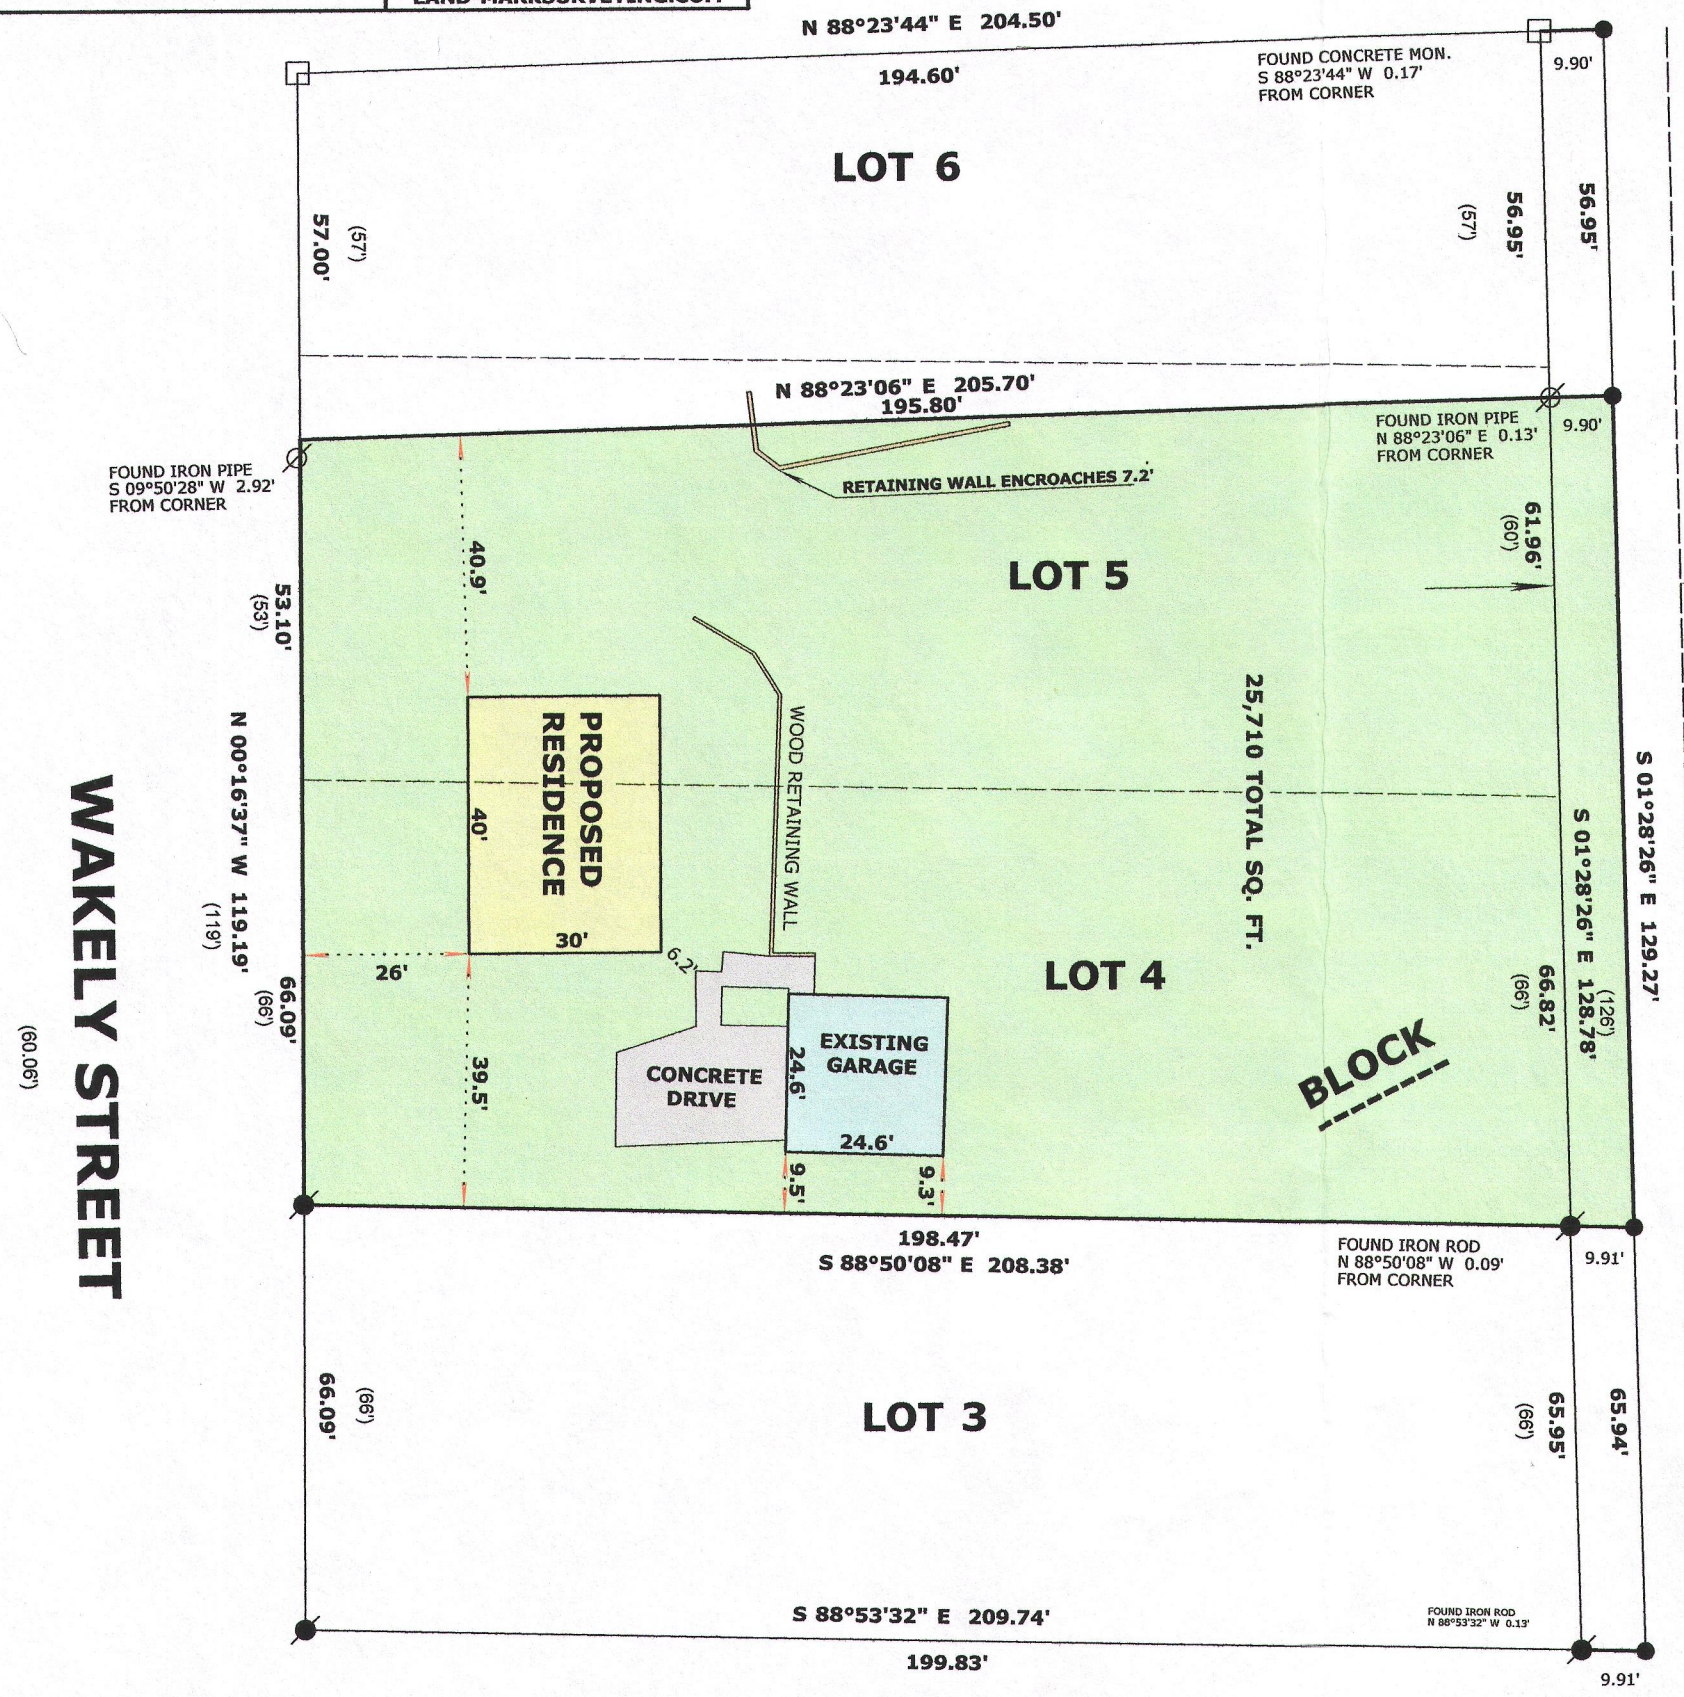 N 88°23'44" E 204.50'
194.60'
FOUND CONCRETE MON.
S 88°23'44" W 0.17'
FROM CORNER
9.90'
LOT 6
57.00'
(57')
(57')
56.95'
56.95'
N 88°23'06" E 205.70'
195.80'
FOUND IRON PIPE
N 88°23'06" E 0.13'
FROM CORNER
9.90'
FOUND IRON PIPE
S 09°50'28" W 2.92'
FROM CORNER
RETAINING WALL ENCROACHES 7.2'
40.9'
61.96'
(60')
LOT 5
53.10'
(53')
25,710 TOTAL SQ. FT.
PROPOSED
RESIDENCE
40'
30'
WOOD RETAINING WALL
N 00°16'37" W 119.19'
(119')
WAKELY STREET
(60.06')
S 01°28'26" E 129.27'
S 01°28'26" E 128.78'
(126')
26'
6.2'
LOT 4
66.82'
(66')
66.09'
(66')
39.5'
EXISTING
GARAGE
24.6'
24.6'
CONCRETE
DRIVE
BLOCK
9.5'
9.3'
198.47'
S 88°50'08" E 208.38'
FOUND IRON ROD
N 88°50'08" W 0.09'
FROM CORNER
9.91'
66.09'
(66')
LOT 3
65.95'
(66')
65.94'
S 88°53'32" E 209.74'
199.83'
FOUND IRON ROD
N 88°53'32" W 0.13'
9.91'